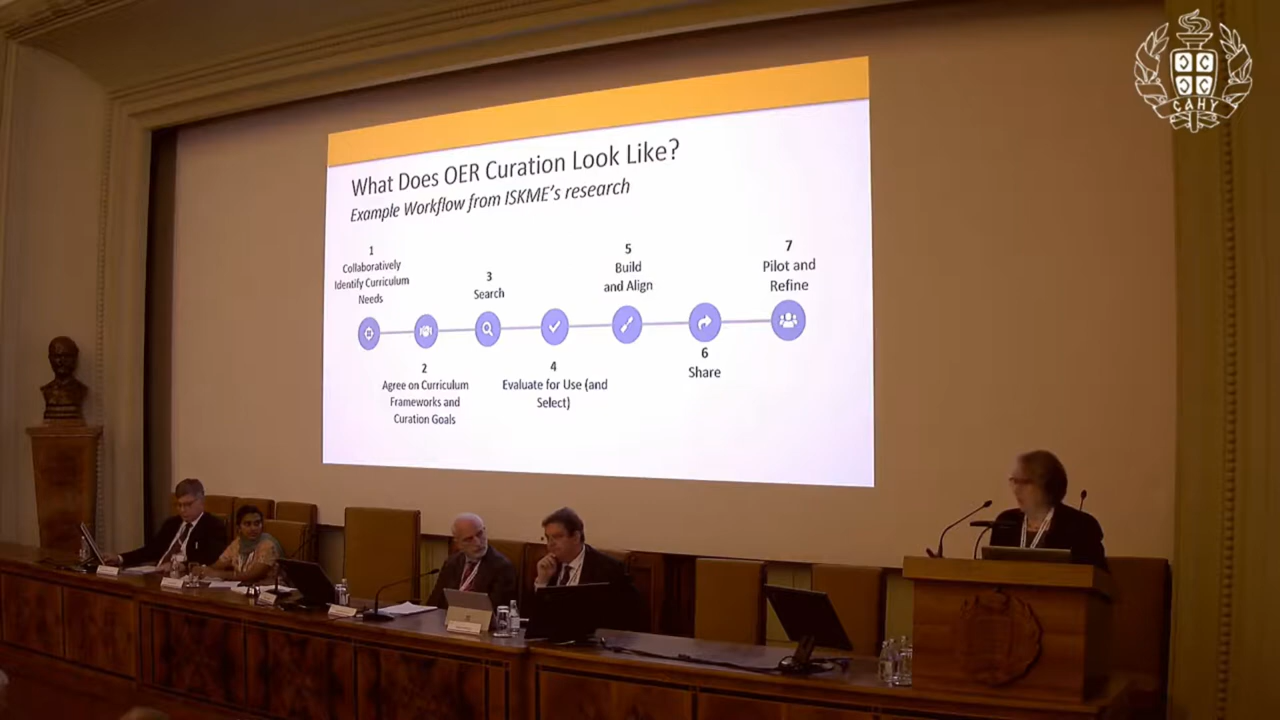 What Does OER Curation Look Like?
Example Workflow from ISKME's research
1
Collaboratively
Identify Curriculum
Needs
2
Agree on Curriculum
Frameworks and
Curation Goals
3
Search
4
Evaluate for Use (and
Select)
5
Build
and Align
6
Share
7
Pilot and
Refine
САНУ